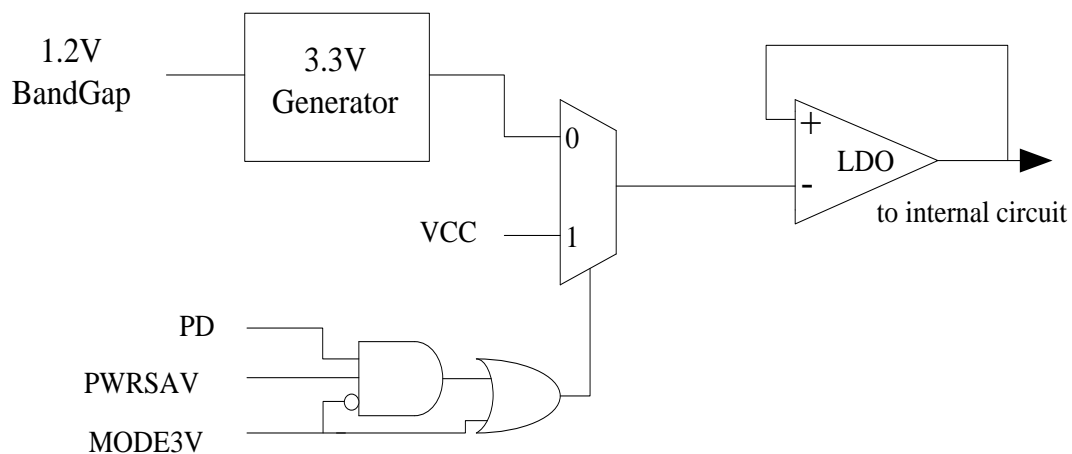 1.2V
BandGap
3.3V
Generator
0
+
LDO
-
to internal circuit
VCC
1
PD
PWRSAV
MODE3V